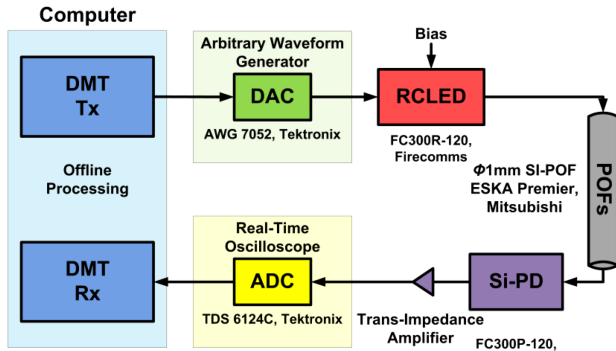 Computer
DMT
Tx
Offline
Processing
DMT
Rx
Arbitrary Waveform
Generator
DAC
AWG 7052, Tektronix
Bias
RCLED
FC300R-120,
Firecomms
Φ1mm SI-POF
ESKA Premier,
Mitsubishi
POFs
Real-Time
Oscilloscope
ADC
TDS 6124C, Tektronix
Trans-Impedance
Amplifier
Si-PD
FC300P-120,